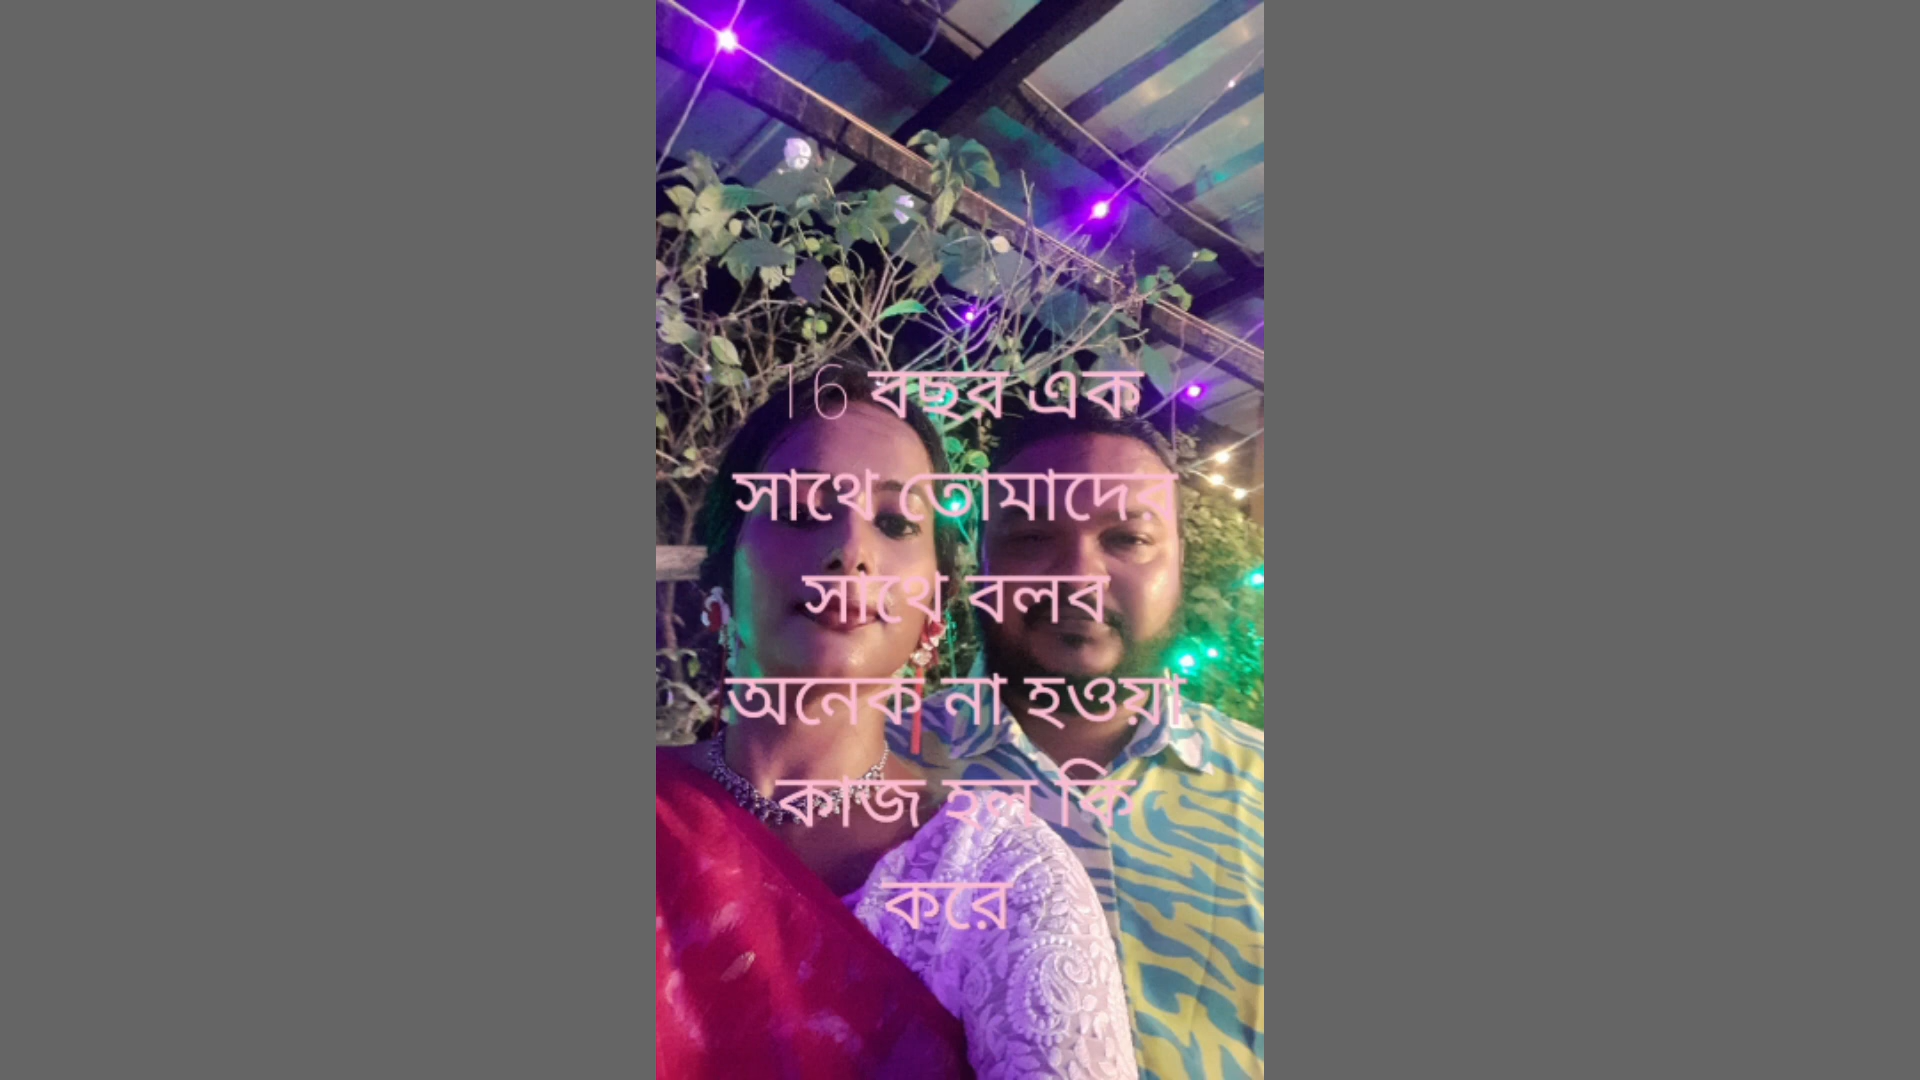 16 বছর এক
সাথে তোমাদের
সাথে বলব
অনেক না হওয়া
কাজ হল কি
করে